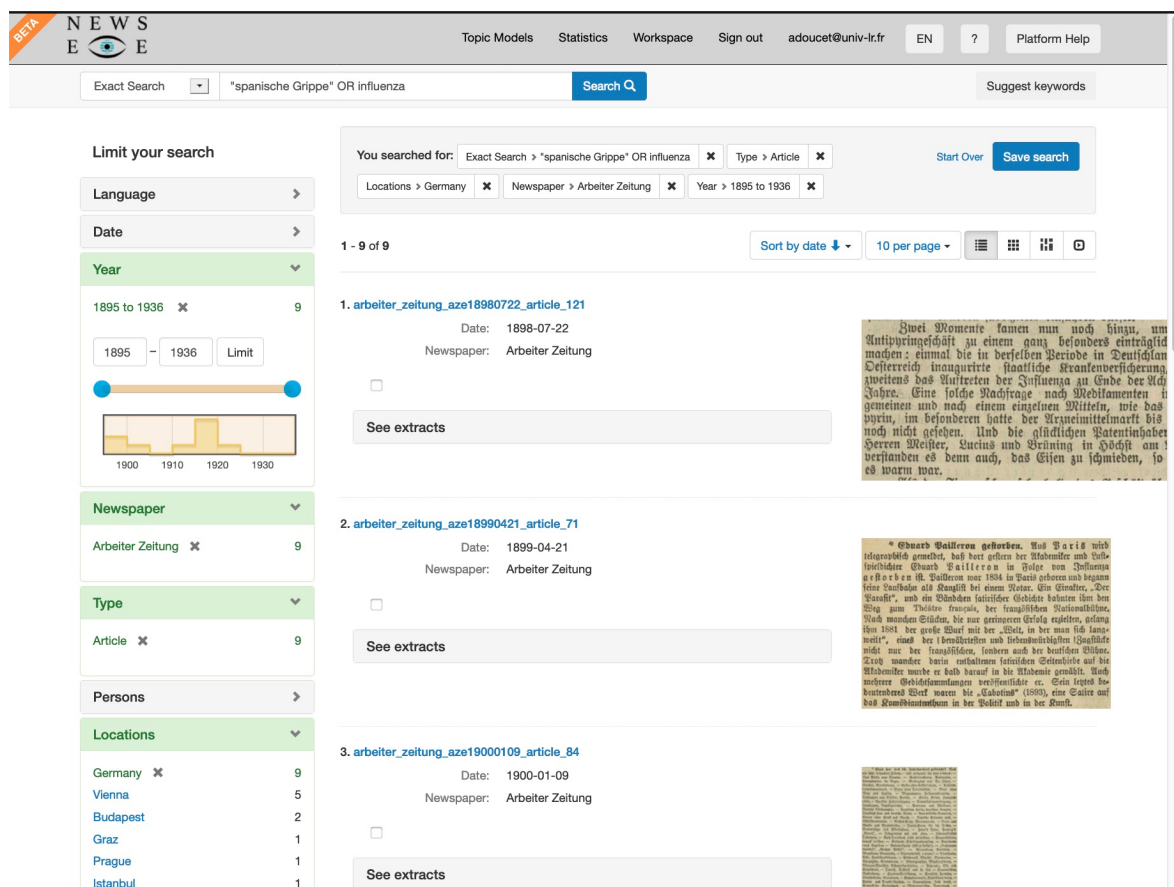 BETA
NEWS
E E
Topic Models Statistics Workspace Sign out adoucet@univ-lr.fr EN ? Platform Help
Exact Search "spanische Grippe" OR influenza Search Suggest keywords
Limit your search
Language
Date
Year
1895 to 1936 ✖ 9
1895 – 1936 Limit
1900 1910 1920 1930
Newspaper
Arbeiter Zeitung ✖ 9
Type
Article ✖ 9
Persons
Locations
Germany ✖ 9
Vienna 5
Budapest 2
Graz 1
Prague 1
Istanbul 1
You searched for: Exact Search > "spanische Grippe" OR influenza ✖ Type > Article ✖ Start Over Save search
Locations > Germany ✖ Newspaper > Arbeiter Zeitung ✖ Year > 1895 to 1936 ✖
1 - 9 of 9 Sort by date 10 per page
1. arbeiter_zeitung_aze18980722_article_121
Date: 1898-07-22
Newspaper: Arbeiter Zeitung
See extracts
Zwei Momente kamen nun noch hinzu, um
Antipyringeschäft zu einem ganz besonders einträglic
machen: einmal die in derselben Periode in Deutschlan
Oesterreich inaugurirte staatliche Krankenversicherung,
zweitens das Auftreten der Influenza zu Ende der Ach
Jahre. Eine solche Nachfrage nach Medikamenten i
gemeinen und nach einem einzelnen Mitteln, wie das
pyrin, im besonderen hatte der Arzneimittelmarkt bis
noch nicht gesehen. Und die glücklichen Patentinhaber
Herren Meister, Lucius und Brüning in Höchst am
verstanden es denn auch, das Eisen zu schmieden, so
es warm war.
2. arbeiter_zeitung_aze18990421_article_71
Date: 1899-04-21
Newspaper: Arbeiter Zeitung
See extracts
* Eduard Pailleron gestorben. Aus Paris wird
telegraphisch gemeldet, daß dort gestern der Akademiker und Lust-
spieldichter Eduard Pailleron in Folge von Influenza
gestorben ist. Pailleron war 1834 in Paris geboren und begann
seine Laufbahn als Kanzlist bei einem Notar. Ein Einakter, „Der
Parasit", und ein Bändchen satirischer Gedichte bahnten ihm den
Weg zum Théâtre français, der französischen Nationalbühne.
Nach manchen Stücken, die nur geringeren Erfolg erzielten, gelang
ihm 1881 der große Wurf mit der „Welt, in der man sich lang-
weilt", eines der bewährtesten und liebenswürdigsten Zugstücke
nicht nur der französischen, sondern auch der deutschen Bühne.
Trotz mancher darin enthaltenen satirischen Seitenhiebe auf die
Akademiker wurde er bald darauf in die Akademie gewählt. Auch
mehrere Gedichtsammlungen veröffentlichte er. Sein letztes be-
deutenderes Werk waren die „Cabotins" (1893), eine Satire auf
das Komödiantenthum in der Politik und in der Kunst.
3. arbeiter_zeitung_aze19000109_article_84
Date: 1900-01-09
Newspaper: Arbeiter Zeitung
See extracts